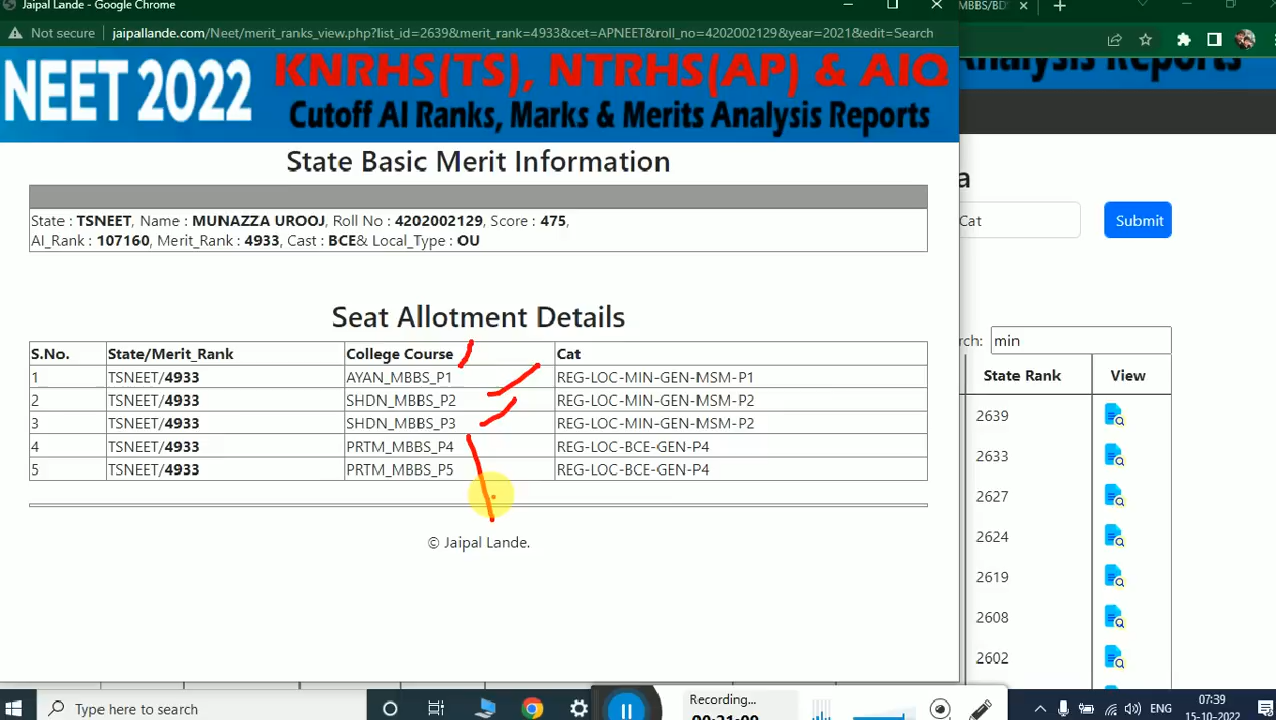 Jaipal Lande - Google Chrome
MBBS/BD
Not secure jaipallande.com/Neet/merit_ranks_view.php?list_id=2639&merit_rank=4933&cet=APNEET&roll_no=4202002129&year=2021&edit=Search
NEET 2022
KNRHS(TS), NTRHS(AP) & AIQ
Cutoff AI Ranks, Marks & Merits Analysis Reports
Analysis Reports
State Basic Merit Information
a
State : TSNEET, Name : MUNAZZA UROOJ, Roll No : 4202002129, Score : 475,
AI_Rank : 107160, Merit_Rank : 4933, Cast : BCE& Local_Type : OU
Cat
Submit
Seat Allotment Details
S.No. State/Merit_Rank College Course Cat
1 TSNEET/4933 AYAN_MBBS_P1 REG-LOC-MIN-GEN-MSM-P1
2 TSNEET/4933 SHDN_MBBS_P2 REG-LOC-MIN-GEN-MSM-P2
3 TSNEET/4933 SHDN_MBBS_P3 REG-LOC-MIN-GEN-MSM-P2
4 TSNEET/4933 PRTM_MBBS_P4 REG-LOC-BCE-GEN-P4
5 TSNEET/4933 PRTM_MBBS_P5 REG-LOC-BCE-GEN-P4
© Jaipal Lande.
rch: min
State Rank View
2639
2633
2627
2624
2619
2608
2602
Type here to search
Recording...
ENG
07:39
15-10-2022